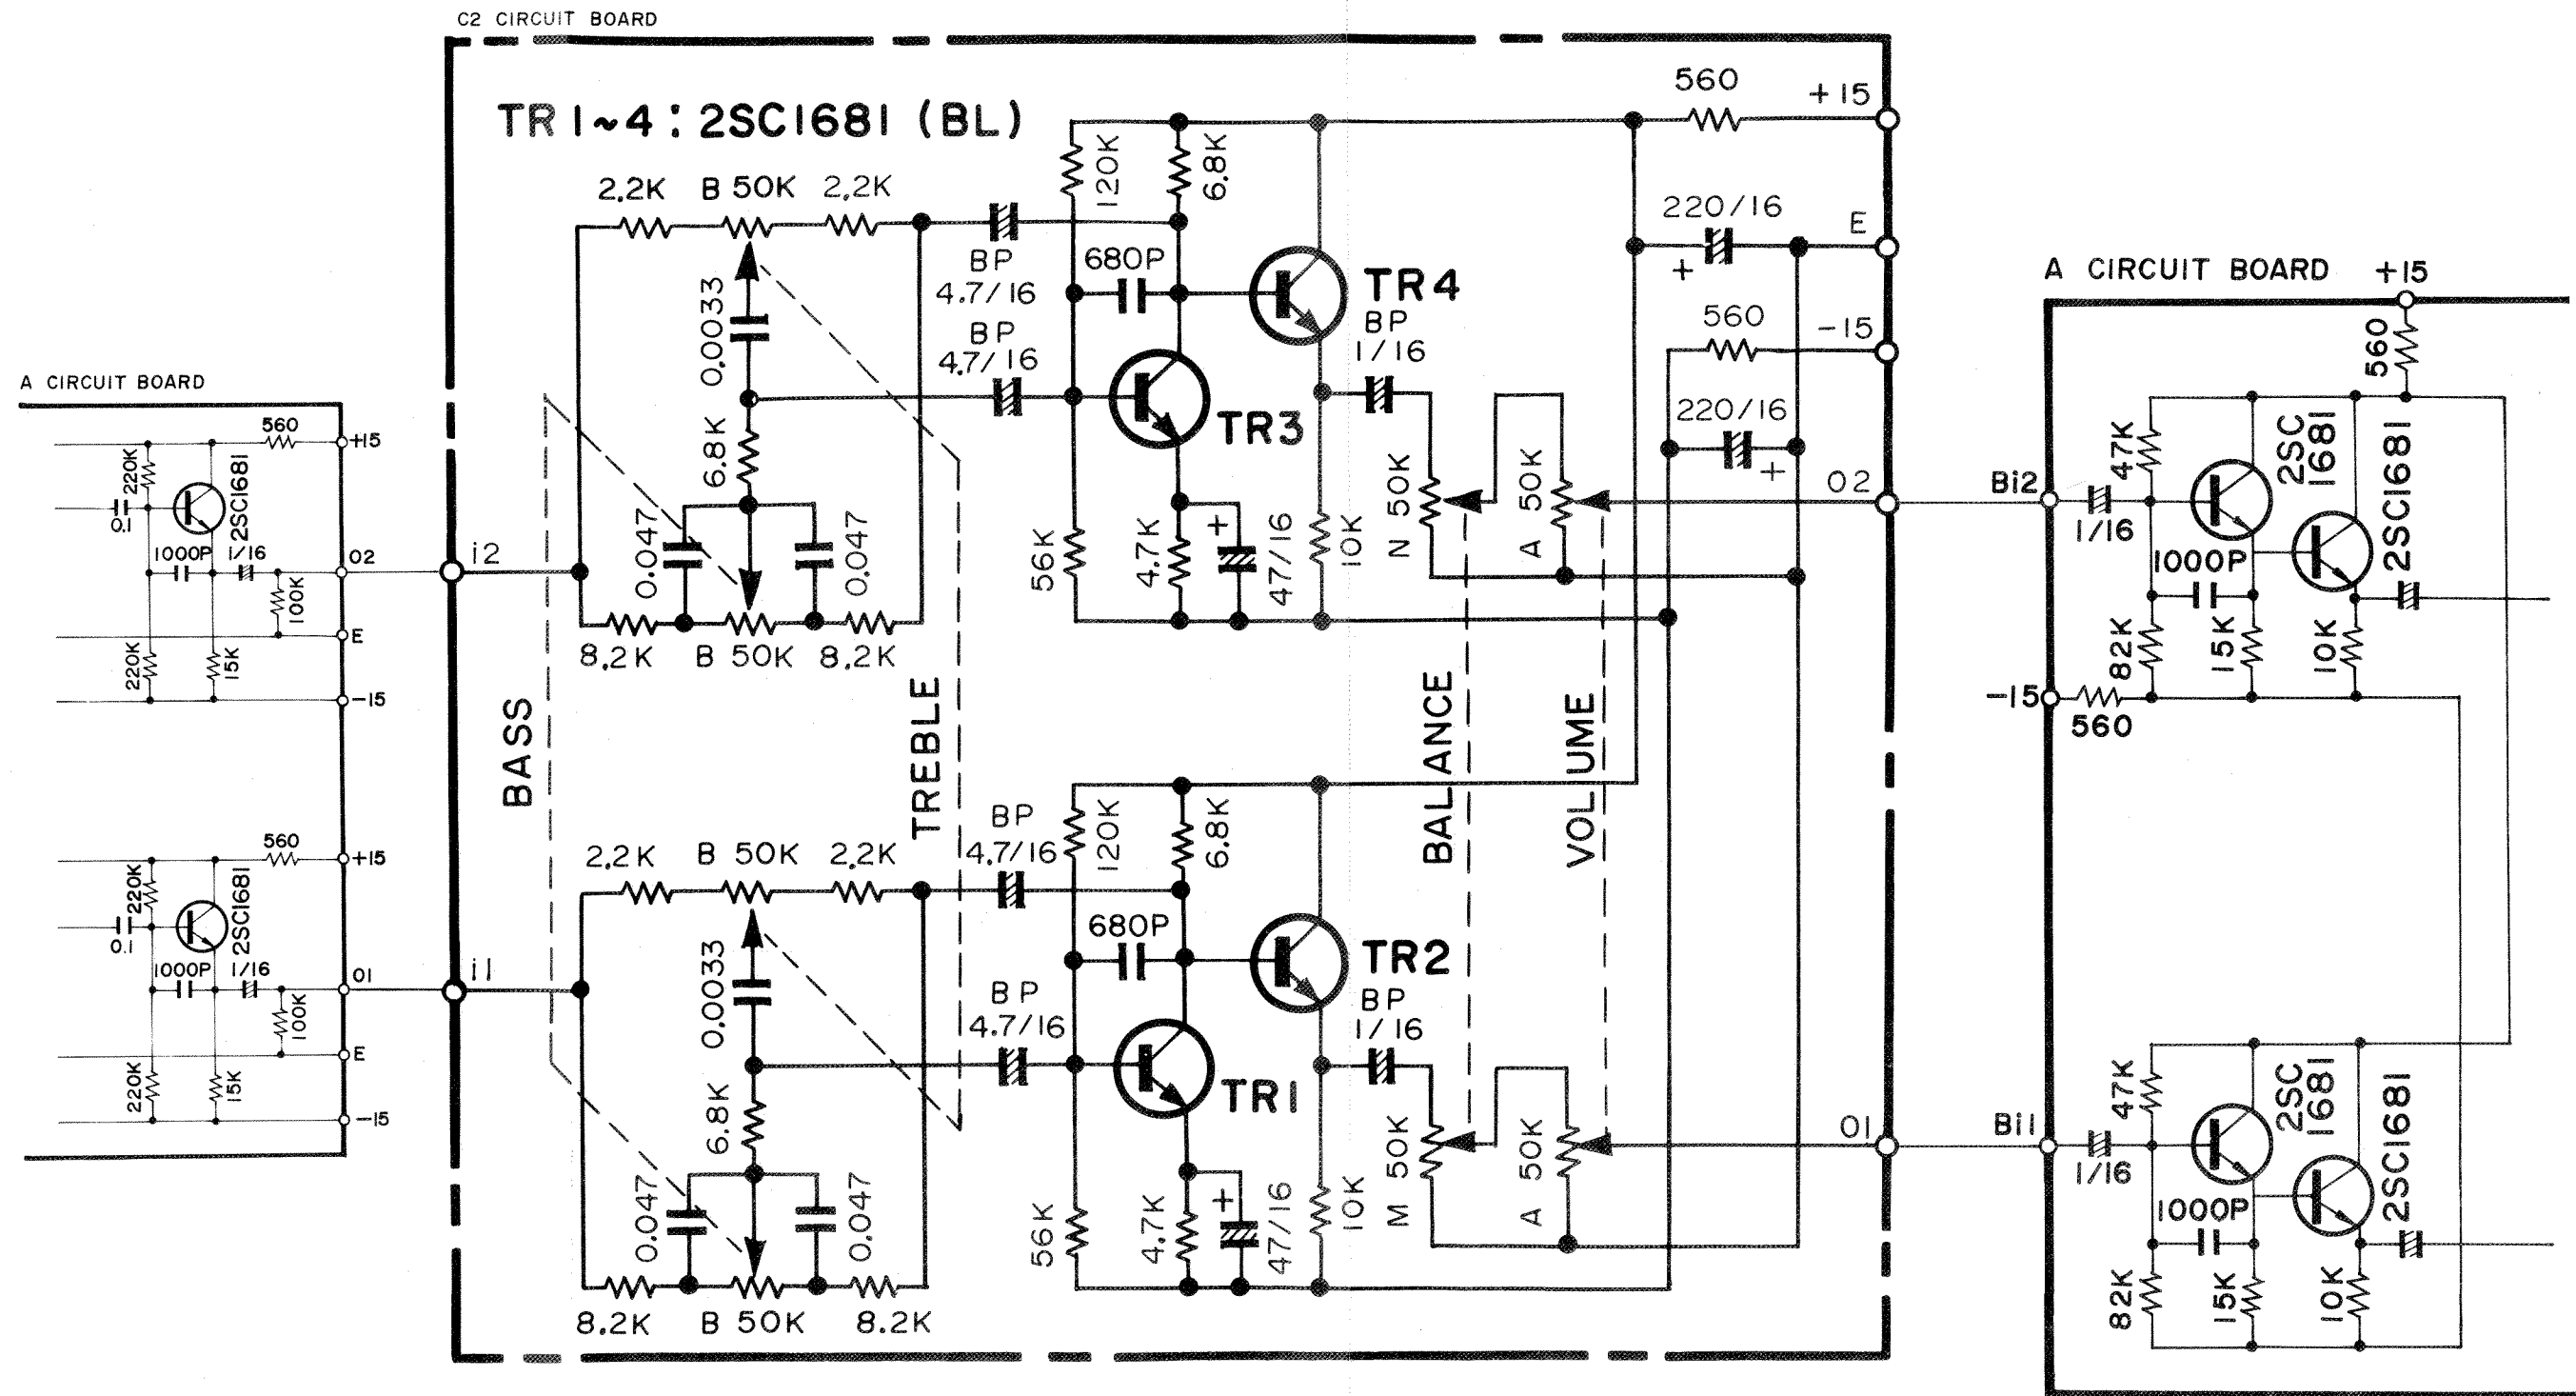 C2 CIRCUIT BOARD
TR 1~4 : 2SC1681 (BL)
560
+15
2.2K B 50K 2.2K
120K
6.8K
220/16
+
E
BP
4.7/16
680P
TR4
0.0033
BP
4.7/16
BP
1/16
560
-15
TR3
6.8K
220/16
+
N 50K
A 50K
O2
0.047
0.047
56K
4.7K
+
47/16
10K
i2
8.2K B 50K 8.2K
BASS
TREBLE
BALANCE
VOLUME
2.2K B 50K 2.2K
BP
4.7/16
120K
6.8K
680P
TR2
i1
0.0033
BP
4.7/16
BP
1/16
TR1
6.8K
M 50K
A 50K
O1
0.047
0.047
56K
4.7K
+
47/16
10K
8.2K B 50K 8.2K
A CIRCUIT BOARD
560
+15
220K
2SC1681
0.1
1000P 1/16
O2
100K
E
220K
15K
-15
560
+15
220K
2SC1681
0.1
1000P 1/16
O1
100K
E
220K
15K
-15
A CIRCUIT BOARD +15
560
47K
2SC
1681
2SC1681
Bi2
1/16
1000P
82K
15K
10K
-15
560
47K
2SC
1681
2SC1681
Bi1
1/16
1000P
82K
15K
10K